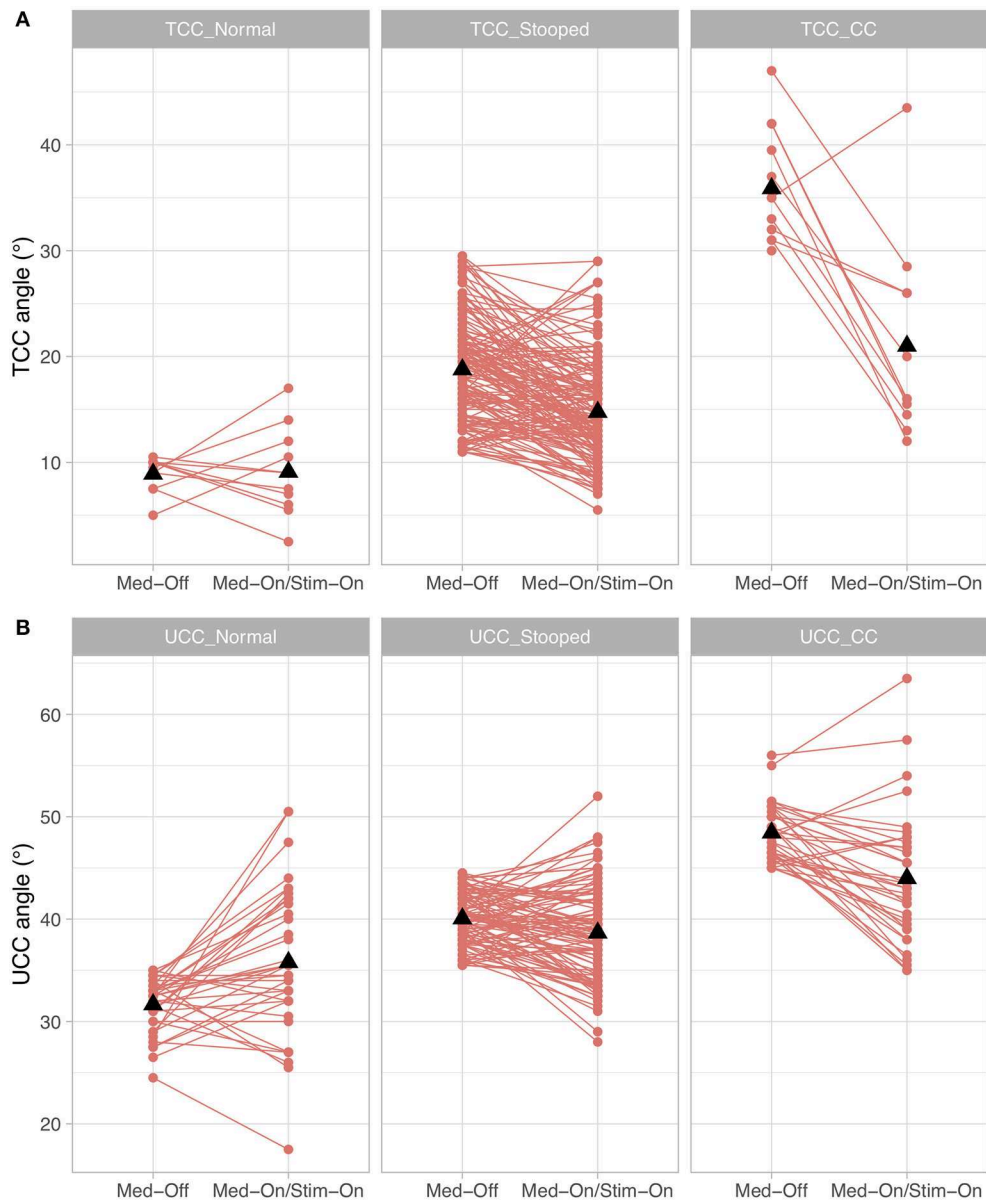 A
TCC_Normal TCC_Stooped TCC_CC
TCC angle (°)
40
30
20
10
Med−Off Med−On/Stim−On Med−Off Med−On/Stim−On Med−Off Med−On/Stim−On
B
UCC_Normal UCC_Stooped UCC_CC
UCC angle (°)
60
50
40
30
20
Med−Off Med−On/Stim−On Med−Off Med−On/Stim−On Med−Off Med−On/Stim−On